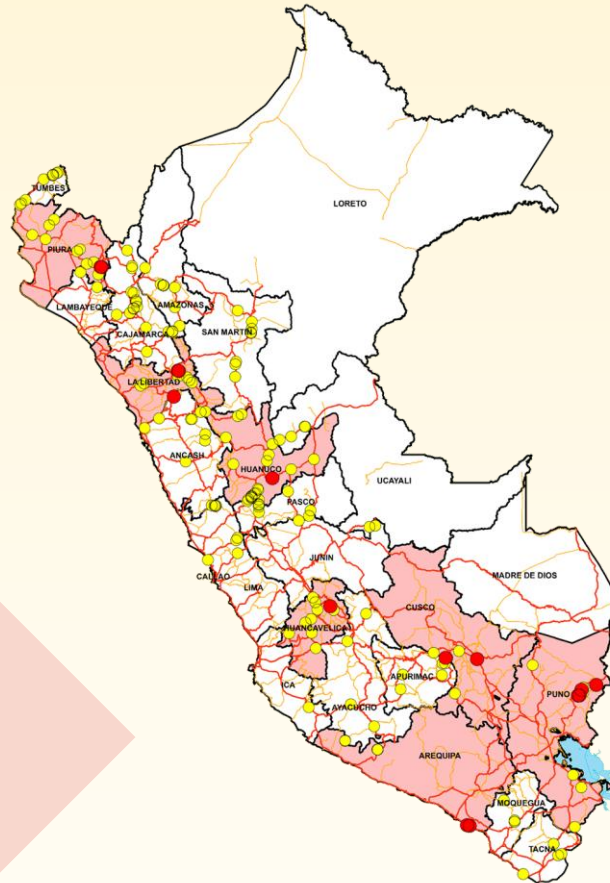 TUMBES
LORETO
PIURA
LAMBAYEQUE
AMAZONAS
CAJAMARCA
SAN MARTIN
LA LIBERTAD
ANCASH
HUANUCO
UCAYALI
PASCO
JUNIN
CALLAO
LIMA
MADRE DE DIOS
CUSCO
HUANCAVELICA
ICA
APURIMAC
PUNO
AYACUCHO
AREQUIPA
MOQUEGUA
TACNA